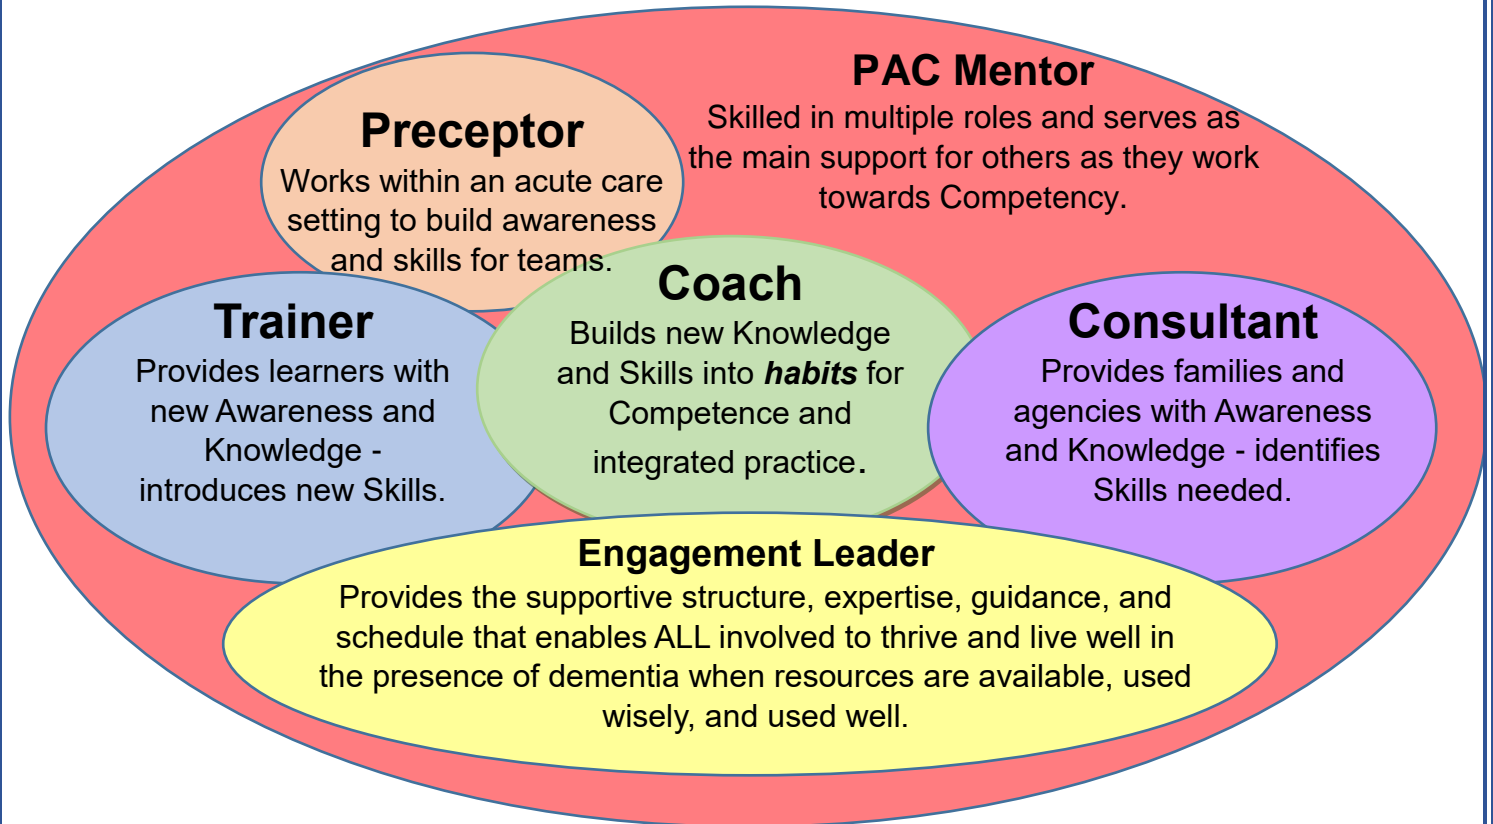 PAC Mentor
Skilled in multiple roles and serves as
the main support for others as they work
towards Competency.
Preceptor
Works within an acute care
setting to build awareness
and skills for teams.
Coach
Builds new Knowledge
and Skills into habits for
Competence and
integrated practice.
Trainer
Provides learners with
new Awareness and
Knowledge -
introduces new Skills.
Consultant
Provides families and
agencies with Awareness
and Knowledge - identifies
Skills needed.
Engagement Leader
Provides the supportive structure, expertise, guidance, and
schedule that enables ALL involved to thrive and live well in
the presence of dementia when resources are available, used
wisely, and used well.